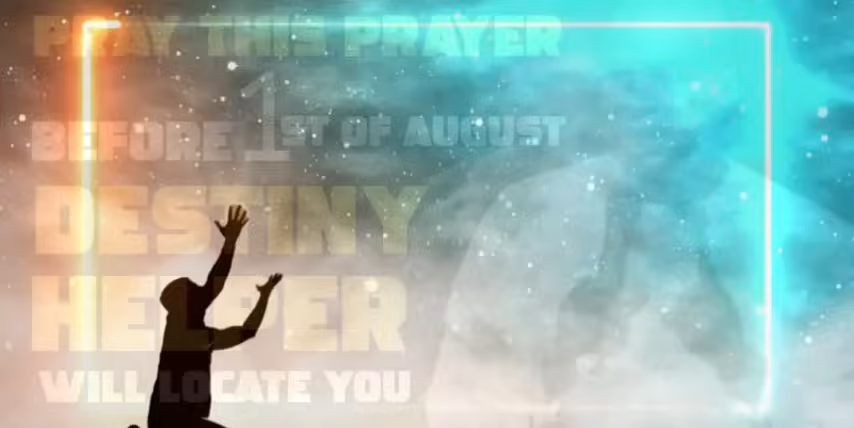 PRAY THIS PRAYER
BEFORE 1ST OF AUGUST
DESTINY
HELPER
WILL LOCATE YOU